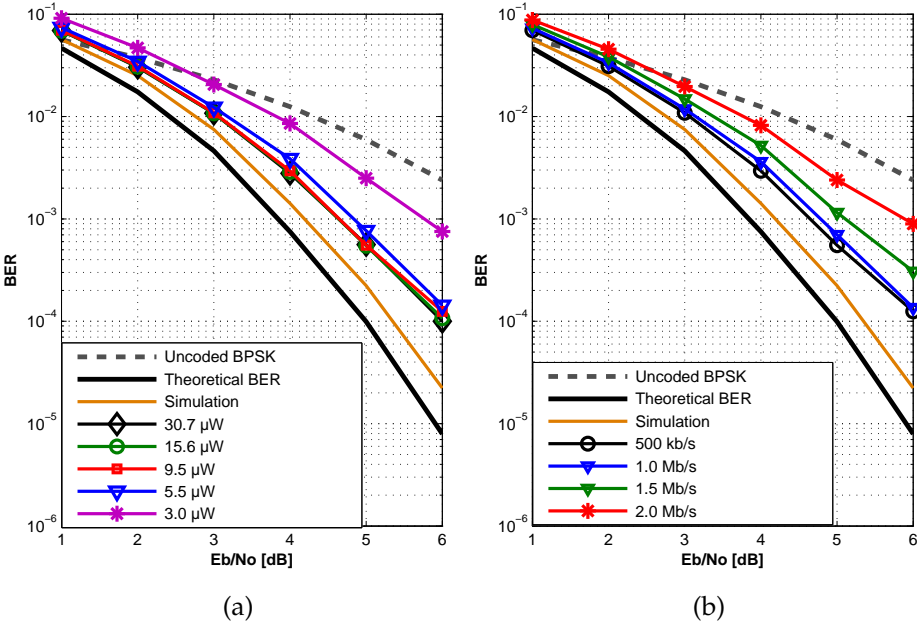 10⁻¹
10⁻²
10⁻³
10⁻⁴
10⁻⁵
10⁻⁶
BER
Uncoded BPSK
Theoretical BER
Simulation
30.7 µW
15.6 µW
9.5 µW
5.5 µW
3.0 µW
1 2 3 4 5 6
Eb/No [dB]
(a)
10⁻¹
10⁻²
10⁻³
10⁻⁴
10⁻⁵
10⁻⁶
BER
Uncoded BPSK
Theoretical BER
Simulation
500 kb/s
1.0 Mb/s
1.5 Mb/s
2.0 Mb/s
1 2 3 4 5 6
Eb/No [dB]
(b)